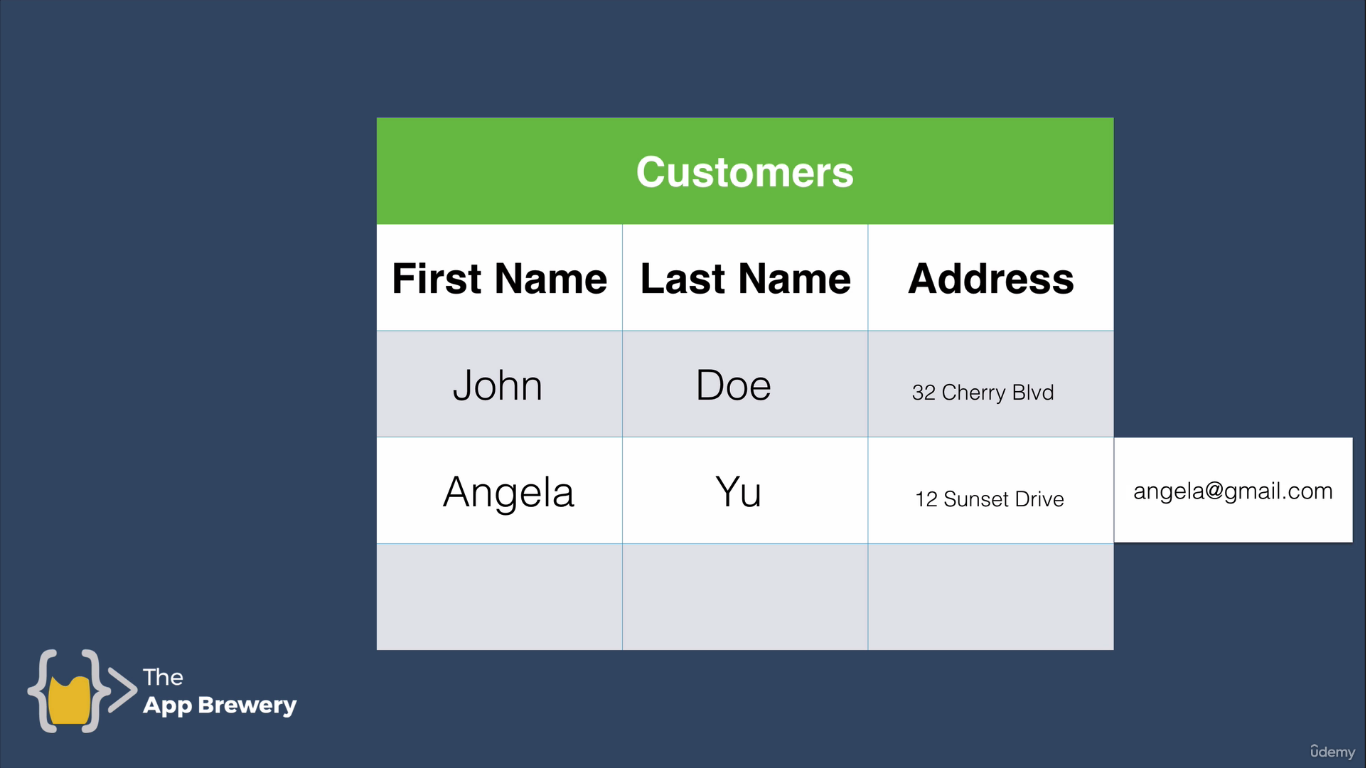 Customers
First Name Last Name Address
John Doe 32 Cherry Blvd
Angela Yu 12 Sunset Drive angela@gmail.com
The
App Brewery
ûdemy